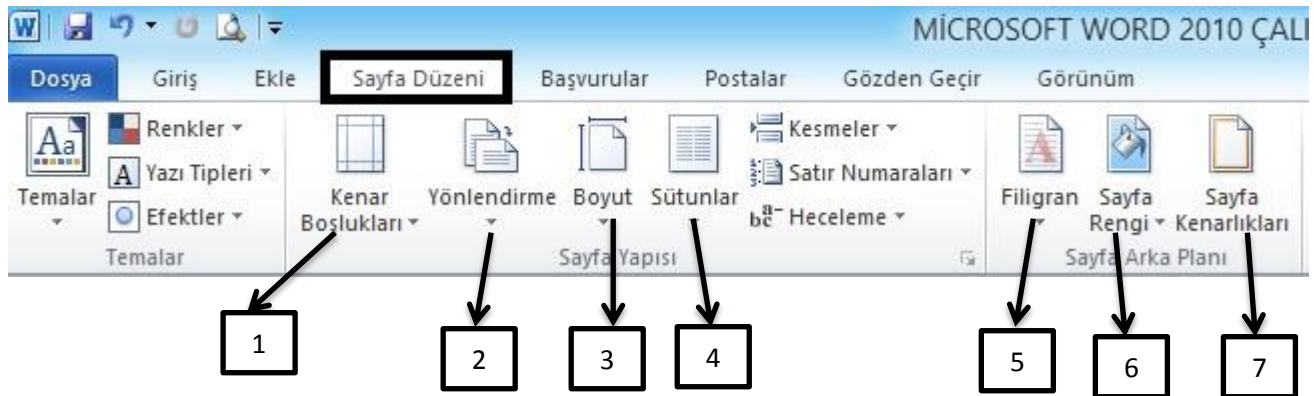 MİCROSOFT WORD 2010 ÇALI
Dosya Giriş Ekle Sayfa Düzeni Başvurular Postalar Gözden Geçir Görünüm
Temalar
Renkler
Yazı Tipleri
Efektler
Temalar
Kenar Boşlukları
Yönlendirme
Boyut
Sütunlar
Kesmeler
Satır Numaraları
Heceleme
Sayfa Yapısı
Filigran
Sayfa Rengi
Sayfa Kenarlıkları
Sayfa Arka Planı
1
2
3
4
5
6
7